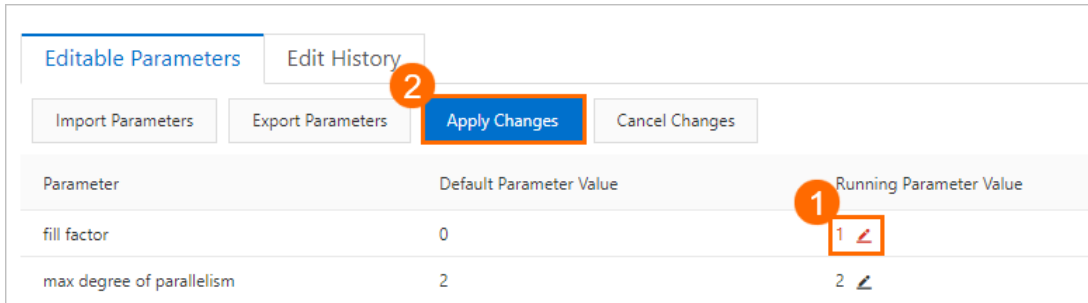 Editable Parameters Edit History
2
Import Parameters Export Parameters Apply Changes Cancel Changes
Parameter Default Parameter Value Running Parameter Value
1
fill factor 0 1
max degree of parallelism 2 2